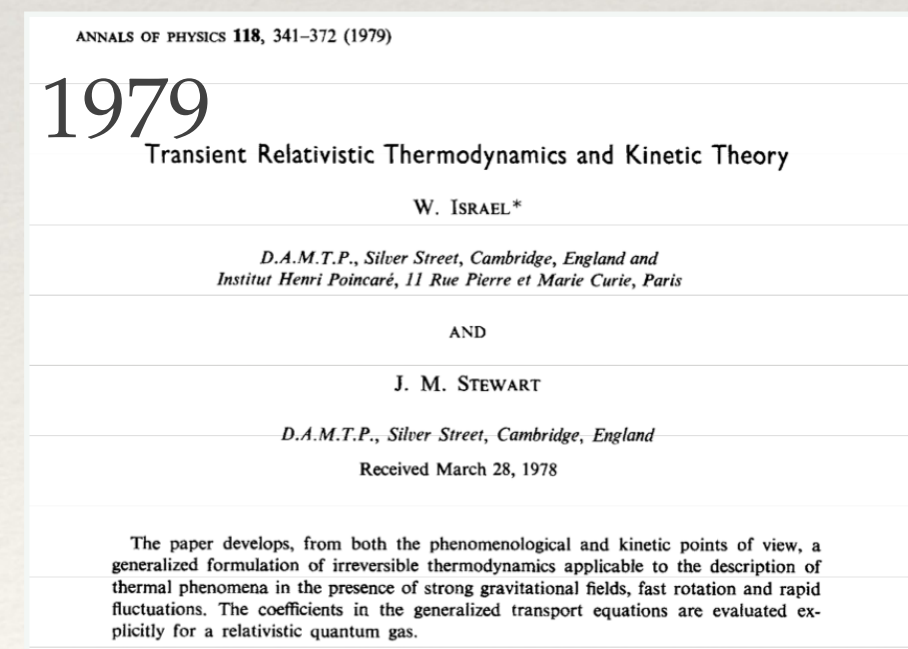 ANNALS OF PHYSICS 118, 341–372 (1979)
1979
Transient Relativistic Thermodynamics and Kinetic Theory
W. ISRAEL*
D.A.M.T.P., Silver Street, Cambridge, England and
Institut Henri Poincaré, 11 Rue Pierre et Marie Curie, Paris
AND
J. M. STEWART
D.A.M.T.P., Silver Street, Cambridge, England
Received March 28, 1978
The paper develops, from both the phenomenological and kinetic points of view, a
generalized formulation of irreversible thermodynamics applicable to the description of
thermal phenomena in the presence of strong gravitational fields, fast rotation and rapid
fluctuations. The coefficients in the generalized transport equations are evaluated ex-
plicitly for a relativistic quantum gas.